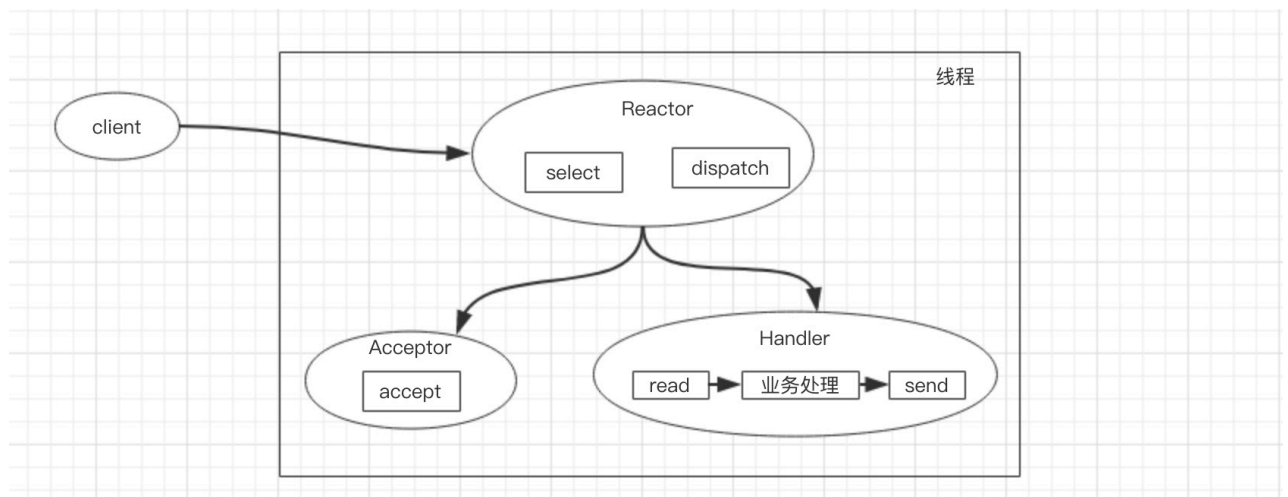 线程
Reactor
client
select
dispatch
Acceptor
accept
Handler
read
业务处理
send